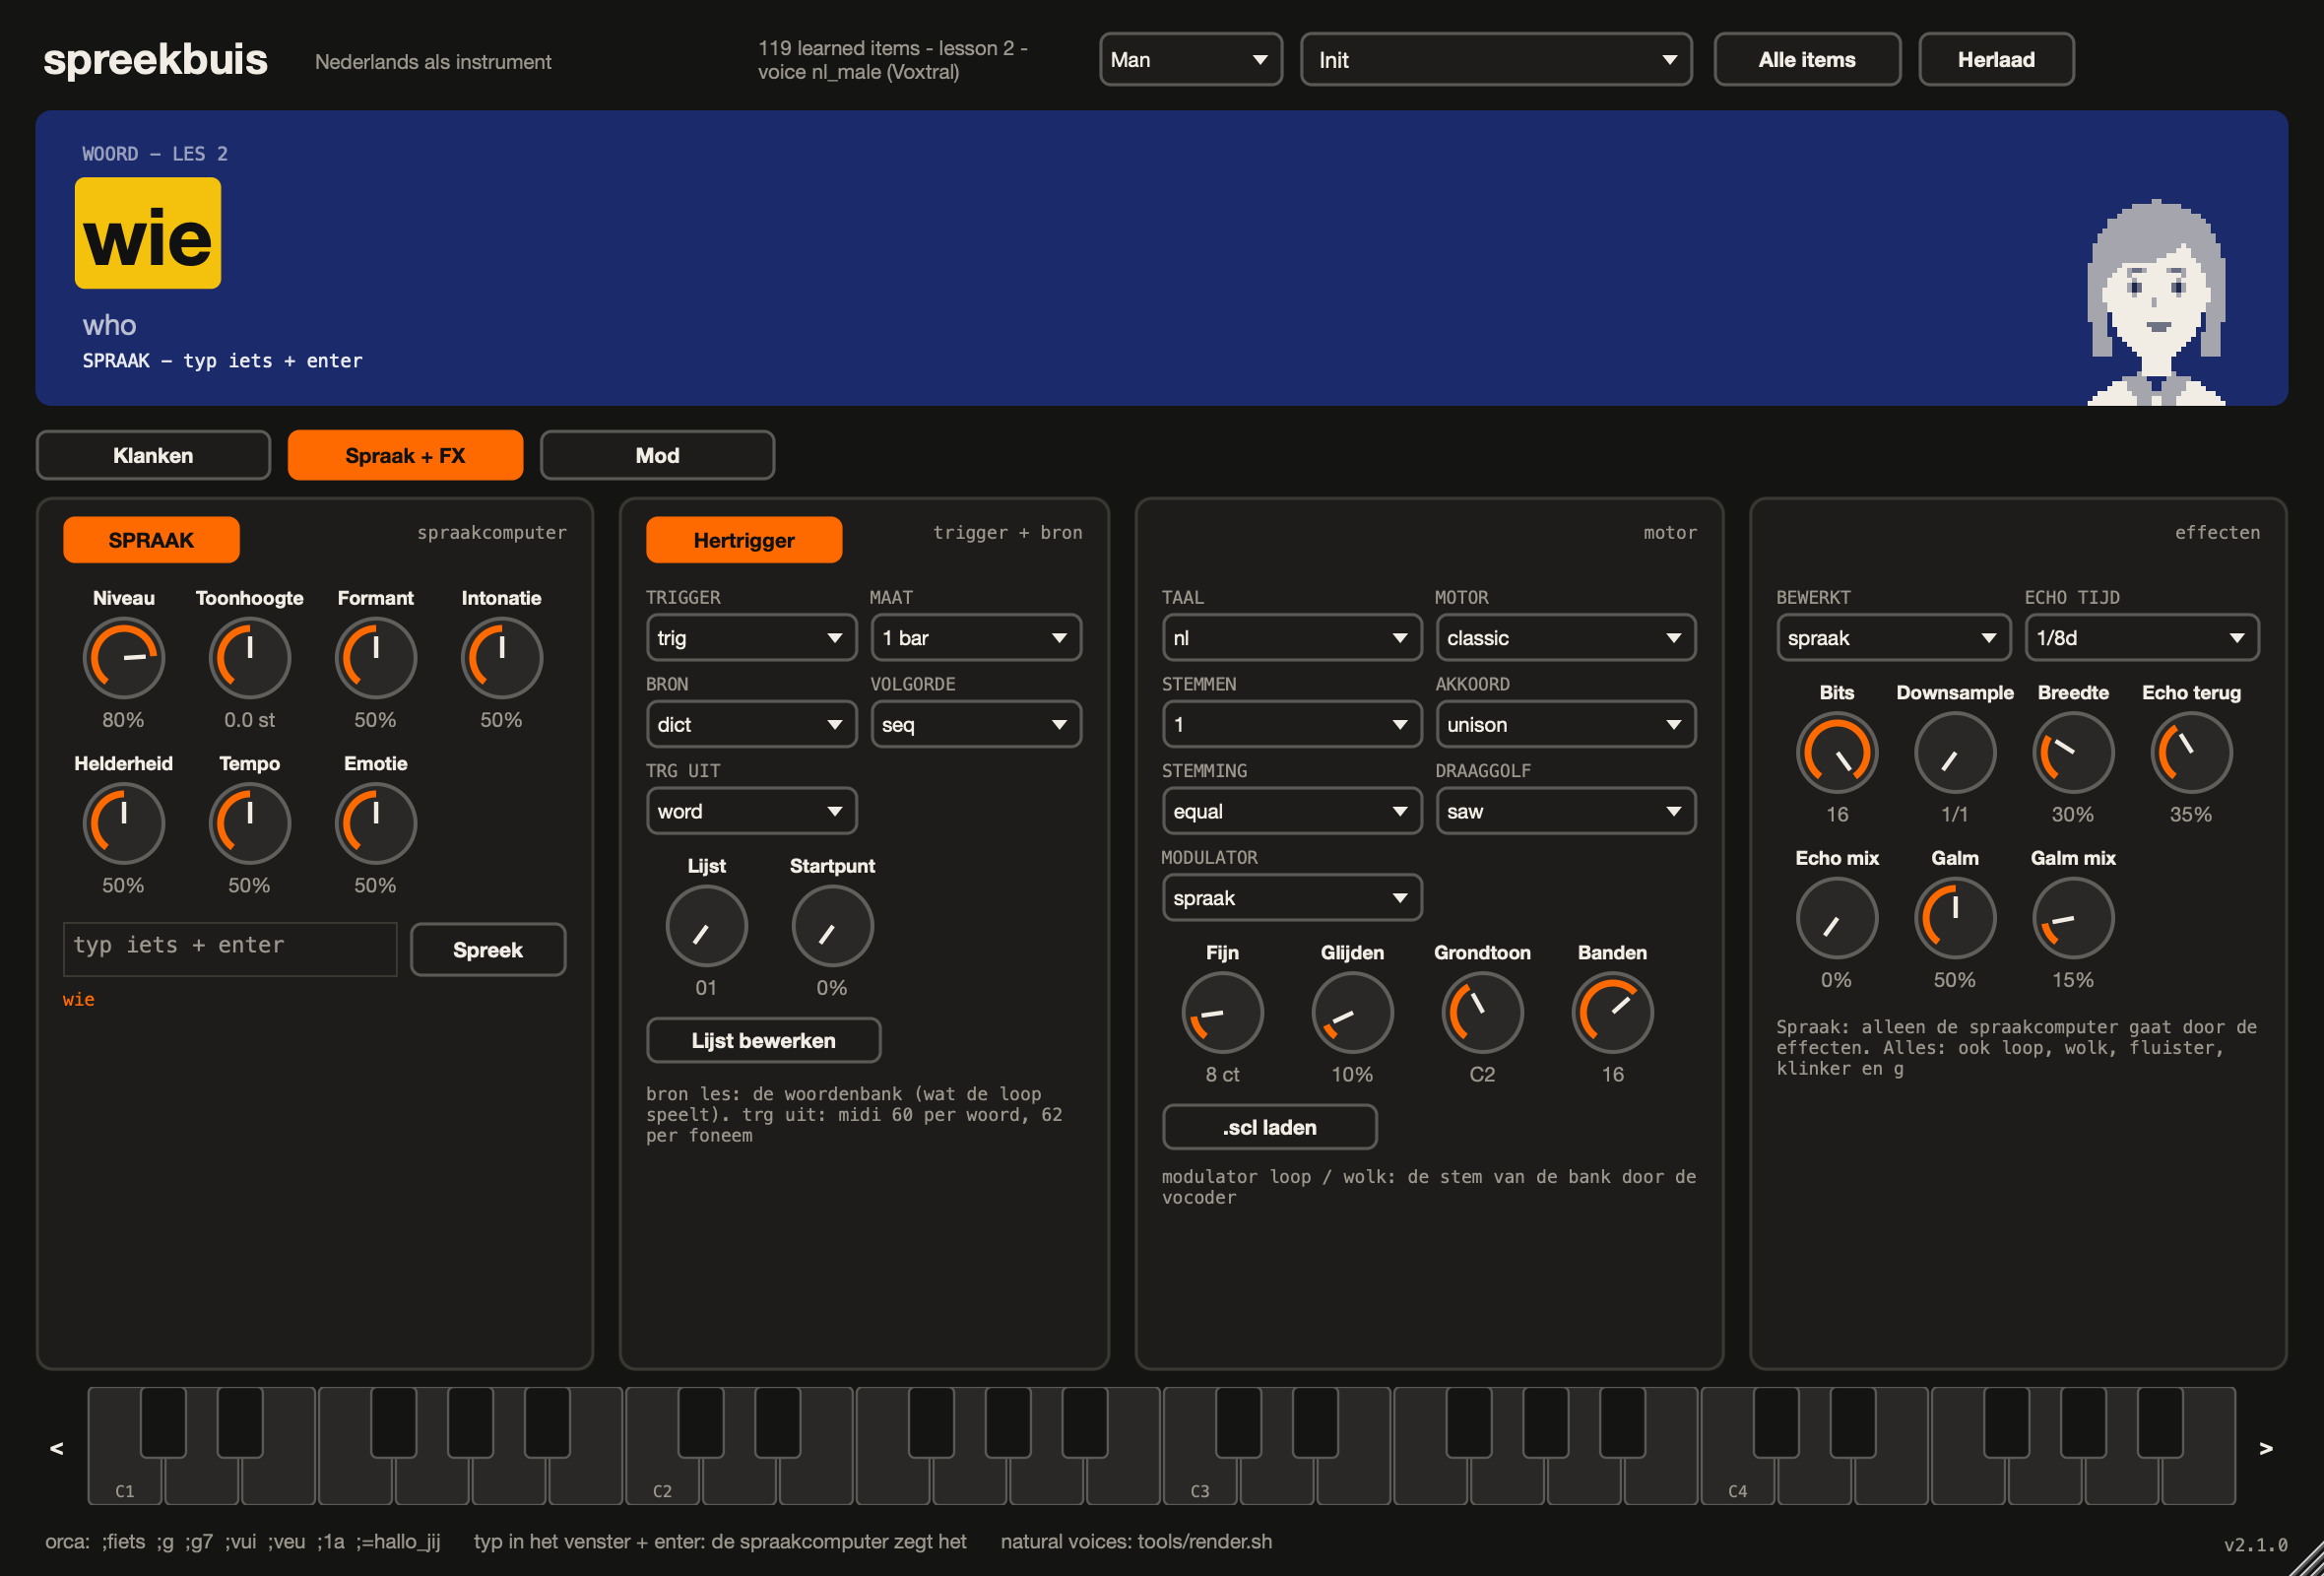 spreekbuis
Nederlands als instrument
119 learned items - lesson 2 -
voice nl_male (Voxtral)
Man
Init
Alle items
Herlaad
WOORD – LES 2
wie
who
SPRAAK – typ iets + enter
Klanken
Spraak + FX
Mod
SPRAAK
spraakcomputer
Niveau
Toonhoogte
Formant
Intonatie
80%
0.0 st
50%
50%
Helderheid
Tempo
Emotie
50%
50%
50%
typ iets + enter
Spreek
wie
Hertrigger
trigger + bron
TRIGGER
MAAT
trig
1 bar
BRON
VOLGORDE
dict
seq
TRG UIT
word
Lijst
Startpunt
01
0%
Lijst bewerken
bron les: de woordenbank (wat de loop
speelt). trg uit: midi 60 per woord, 62
per foneem
motor
TAAL
MOTOR
nl
classic
STEMMEN
AKKOORD
1
unison
STEMMING
DRAAGGOLF
equal
saw
MODULATOR
spraak
Fijn
Glijden
Grondtoon
Banden
8 ct
10%
C2
16
.scl laden
modulator loop / wolk: de stem van de bank door de
vocoder
effecten
BEWERKT
ECHO TIJD
spraak
1/8d
Bits
Downsample
Breedte
Echo terug
16
1/1
30%
35%
Echo mix
Galm
Galm mix
0%
50%
15%
Spraak: alleen de spraakcomputer gaat door de
effecten. Alles: ook loop, wolk, fluister,
klinker en g
<
C1
C2
C3
C4
>
orca: ;fiets ;g ;g7 ;vui ;veu ;1a ;=hallo_jij
typ in het venster + enter: de spraakcomputer zegt het
natural voices: tools/render.sh
v2.1.0